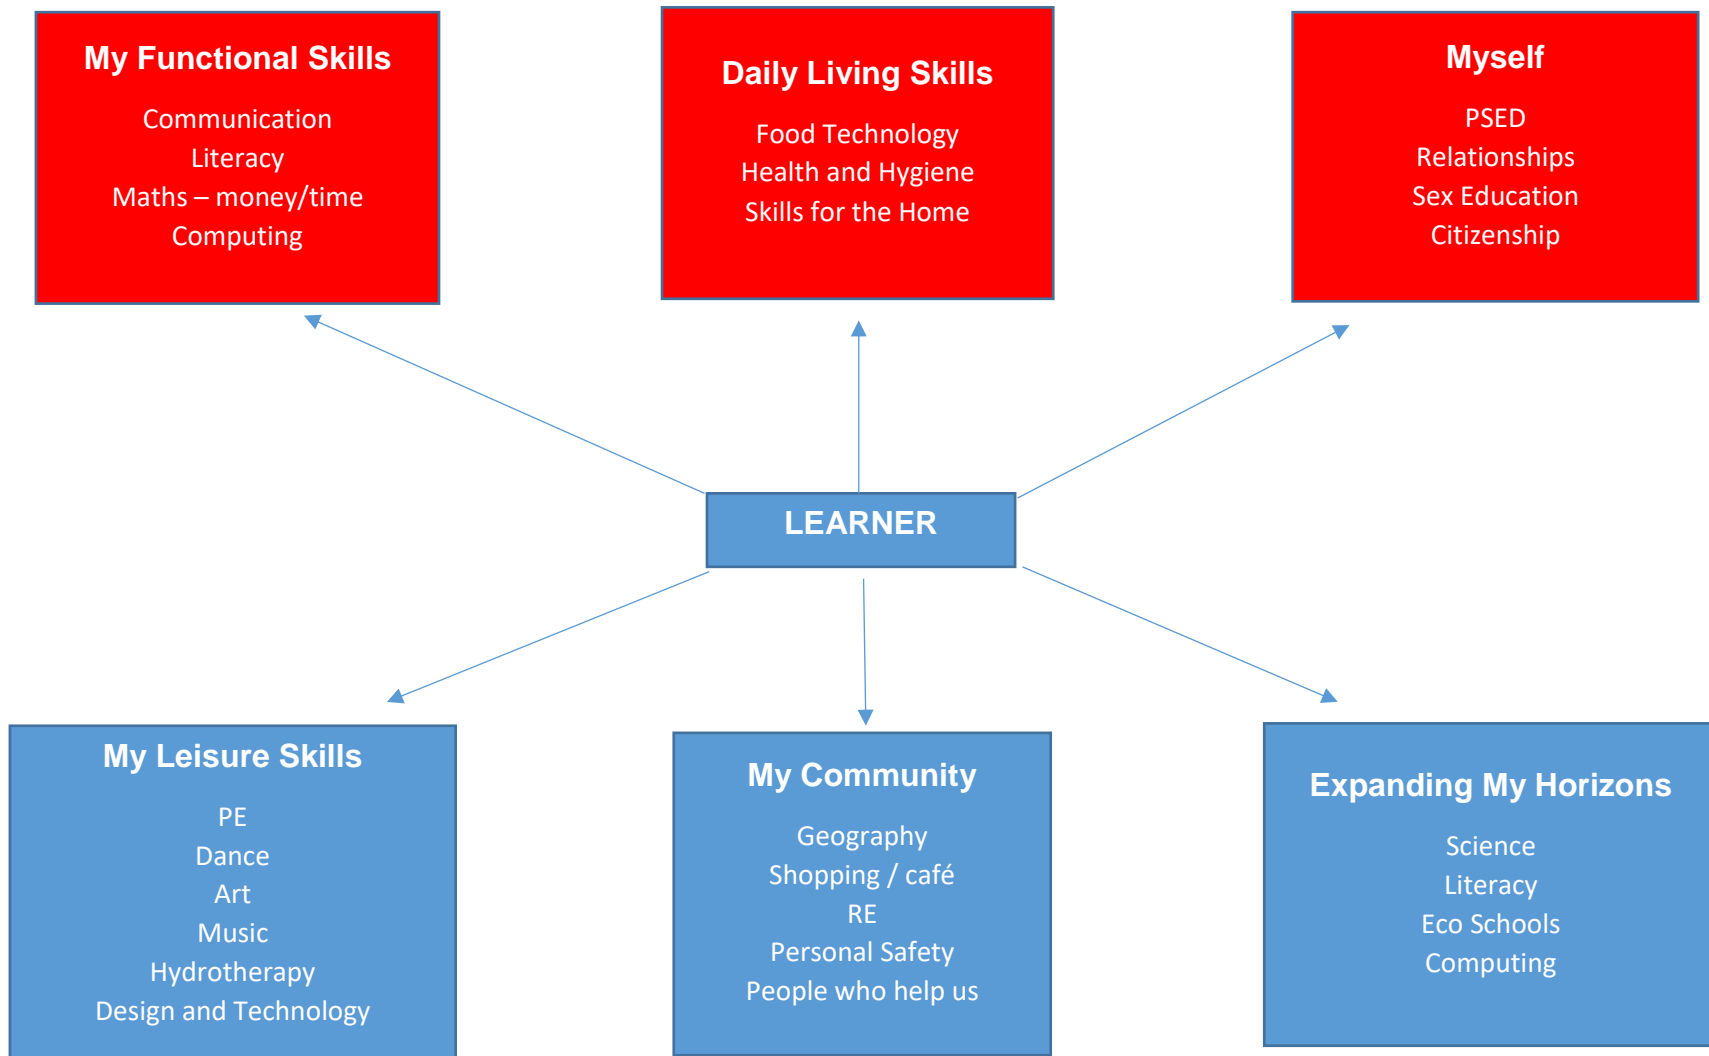 My Functional Skills
Communication
Literacy
Maths – money/time
Computing
Daily Living Skills
Food Technology
Health and Hygiene
Skills for the Home
Myself
PSED
Relationships
Sex Education
Citizenship
LEARNER
My Leisure Skills
PE
Dance
Art
Music
Hydrotherapy
Design and Technology
My Community
Geography
Shopping / café
RE
Personal Safety
People who help us
Expanding My Horizons
Science
Literacy
Eco Schools
Computing